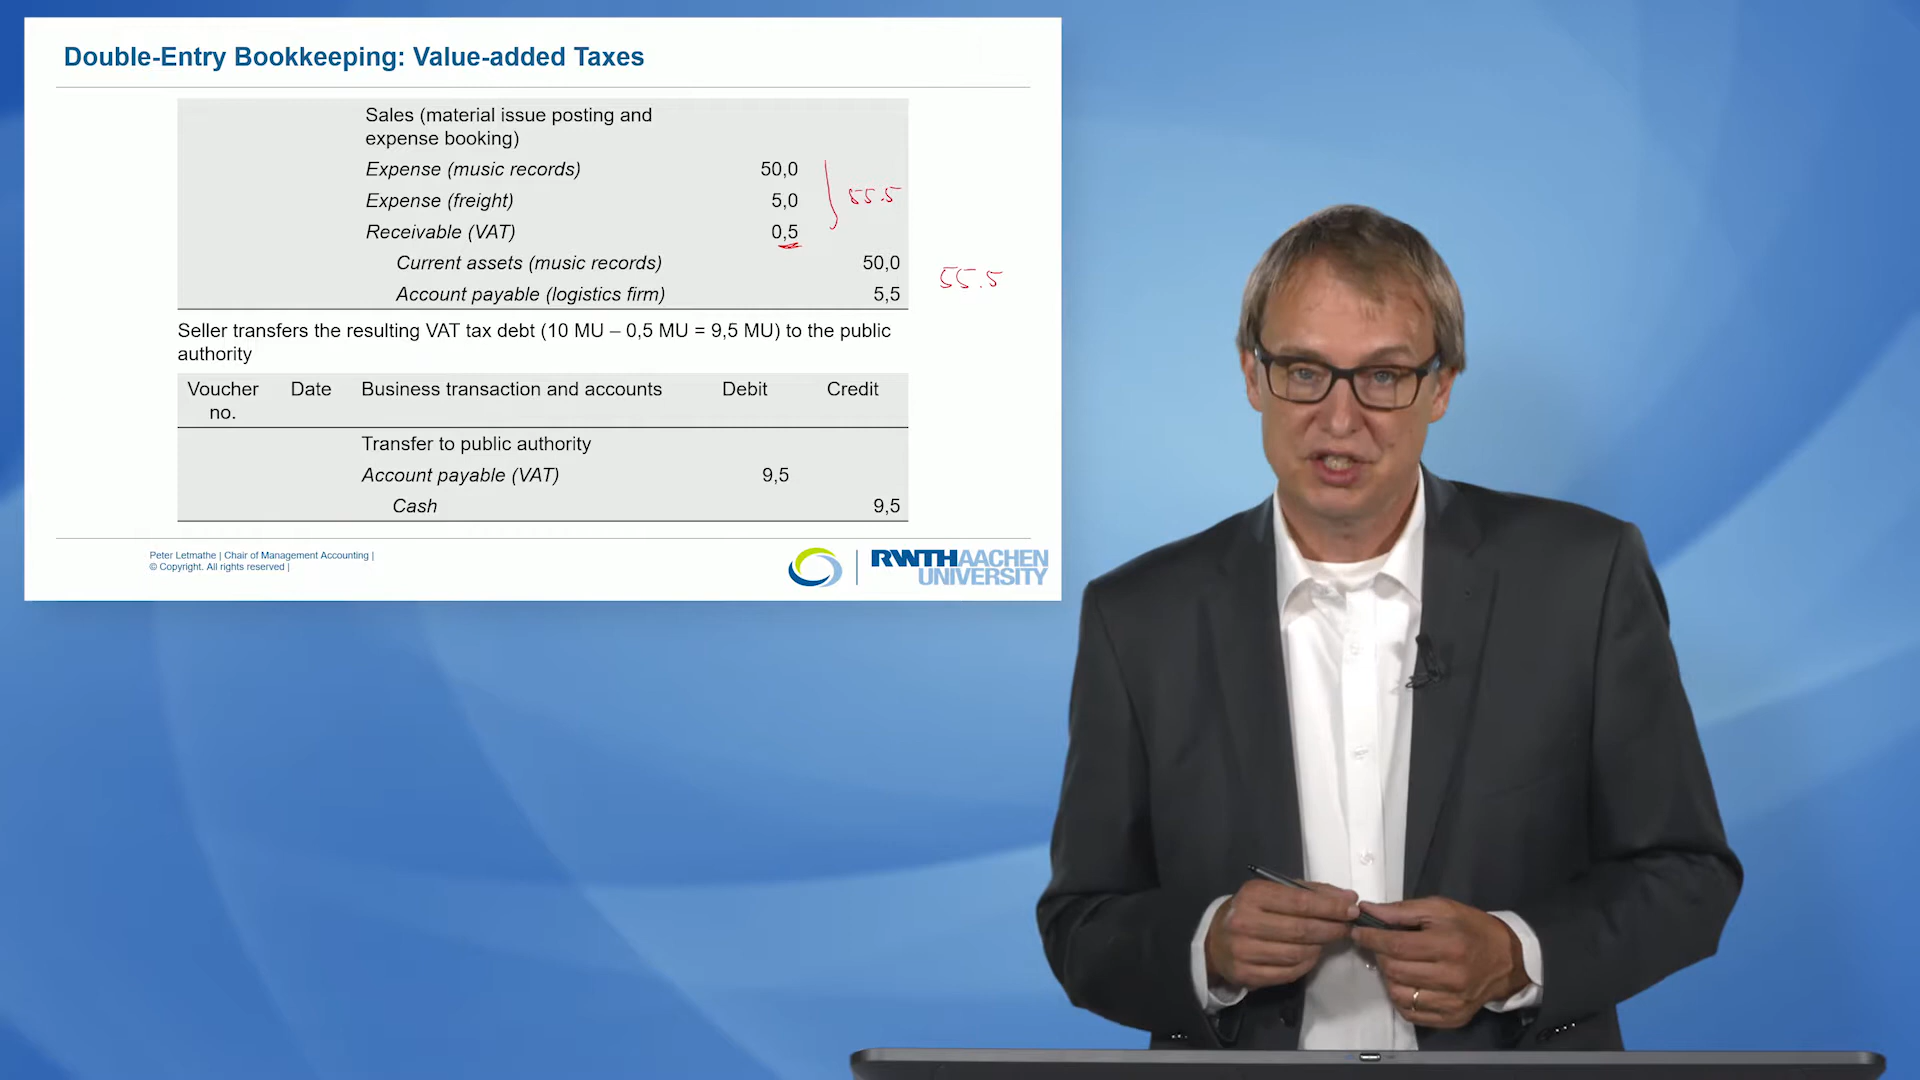 Double-Entry Bookkeeping: Value-added Taxes
Sales (material issue posting and
expense booking)
Expense (music records) 50,0
Expense (freight) 5,0
55.5
Receivable (VAT) 0,5
Current assets (music records) 50,0
55.5
Account payable (logistics firm) 5,5
Seller transfers the resulting VAT tax debt (10 MU – 0,5 MU = 9,5 MU) to the public
authority
Voucher no. Date Business transaction and accounts Debit Credit
Transfer to public authority
Account payable (VAT) 9,5
Cash 9,5
Peter Letmathe | Chair of Management Accounting |
© Copyright. All rights reserved |
RWTH AACHEN
UNIVERSITY